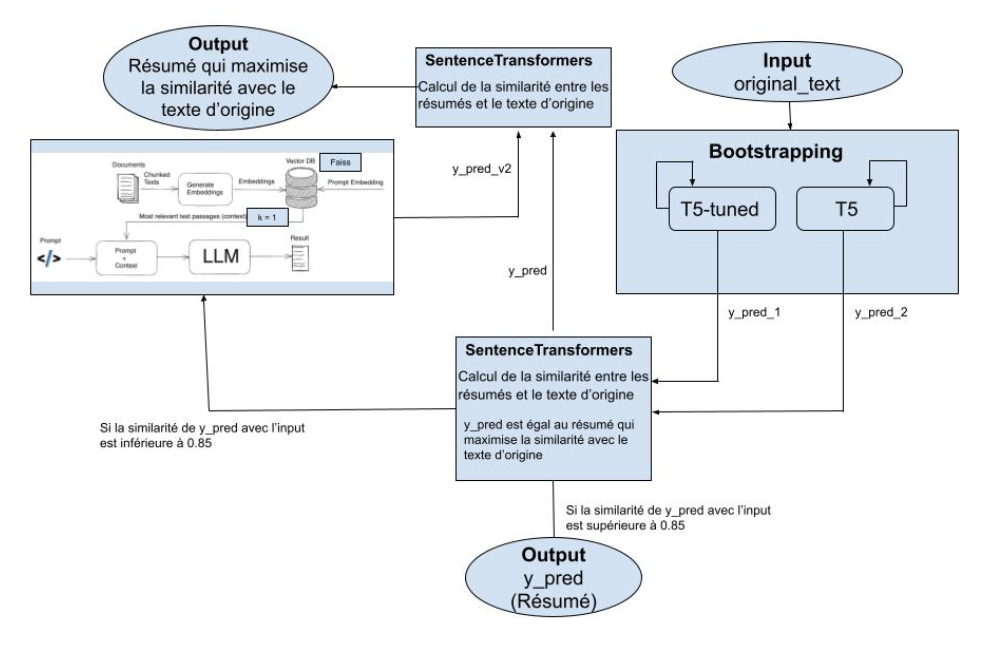 Output
Résumé qui maximise
la similarité avec le
texte d'origine
SentenceTransformers
Calcul de la similarité entre les
résumés et le texte d'origine
Input
original_text
Bootstrapping
T5-tuned
T5
Documents
Chunked
Texts
Generate
Embeddings
Embeddings
Vector DB
Faiss
Prompt Embedding
Most relevant text passages (context)
k = 1
Prompt
</>
Prompt
+
Context
LLM
Result
y_pred_v2
y_pred
y_pred_1
y_pred_2
SentenceTransformers
Calcul de la similarité entre les
résumés et le texte d'origine
y_pred est égal au résumé qui
maximise la similarité avec le
texte d'origine
Si la similarité de y_pred avec l'input
est inférieure à 0.85
Si la similarité de y_pred avec l'input
est supérieure à 0.85
Output
y_pred
(Résumé)